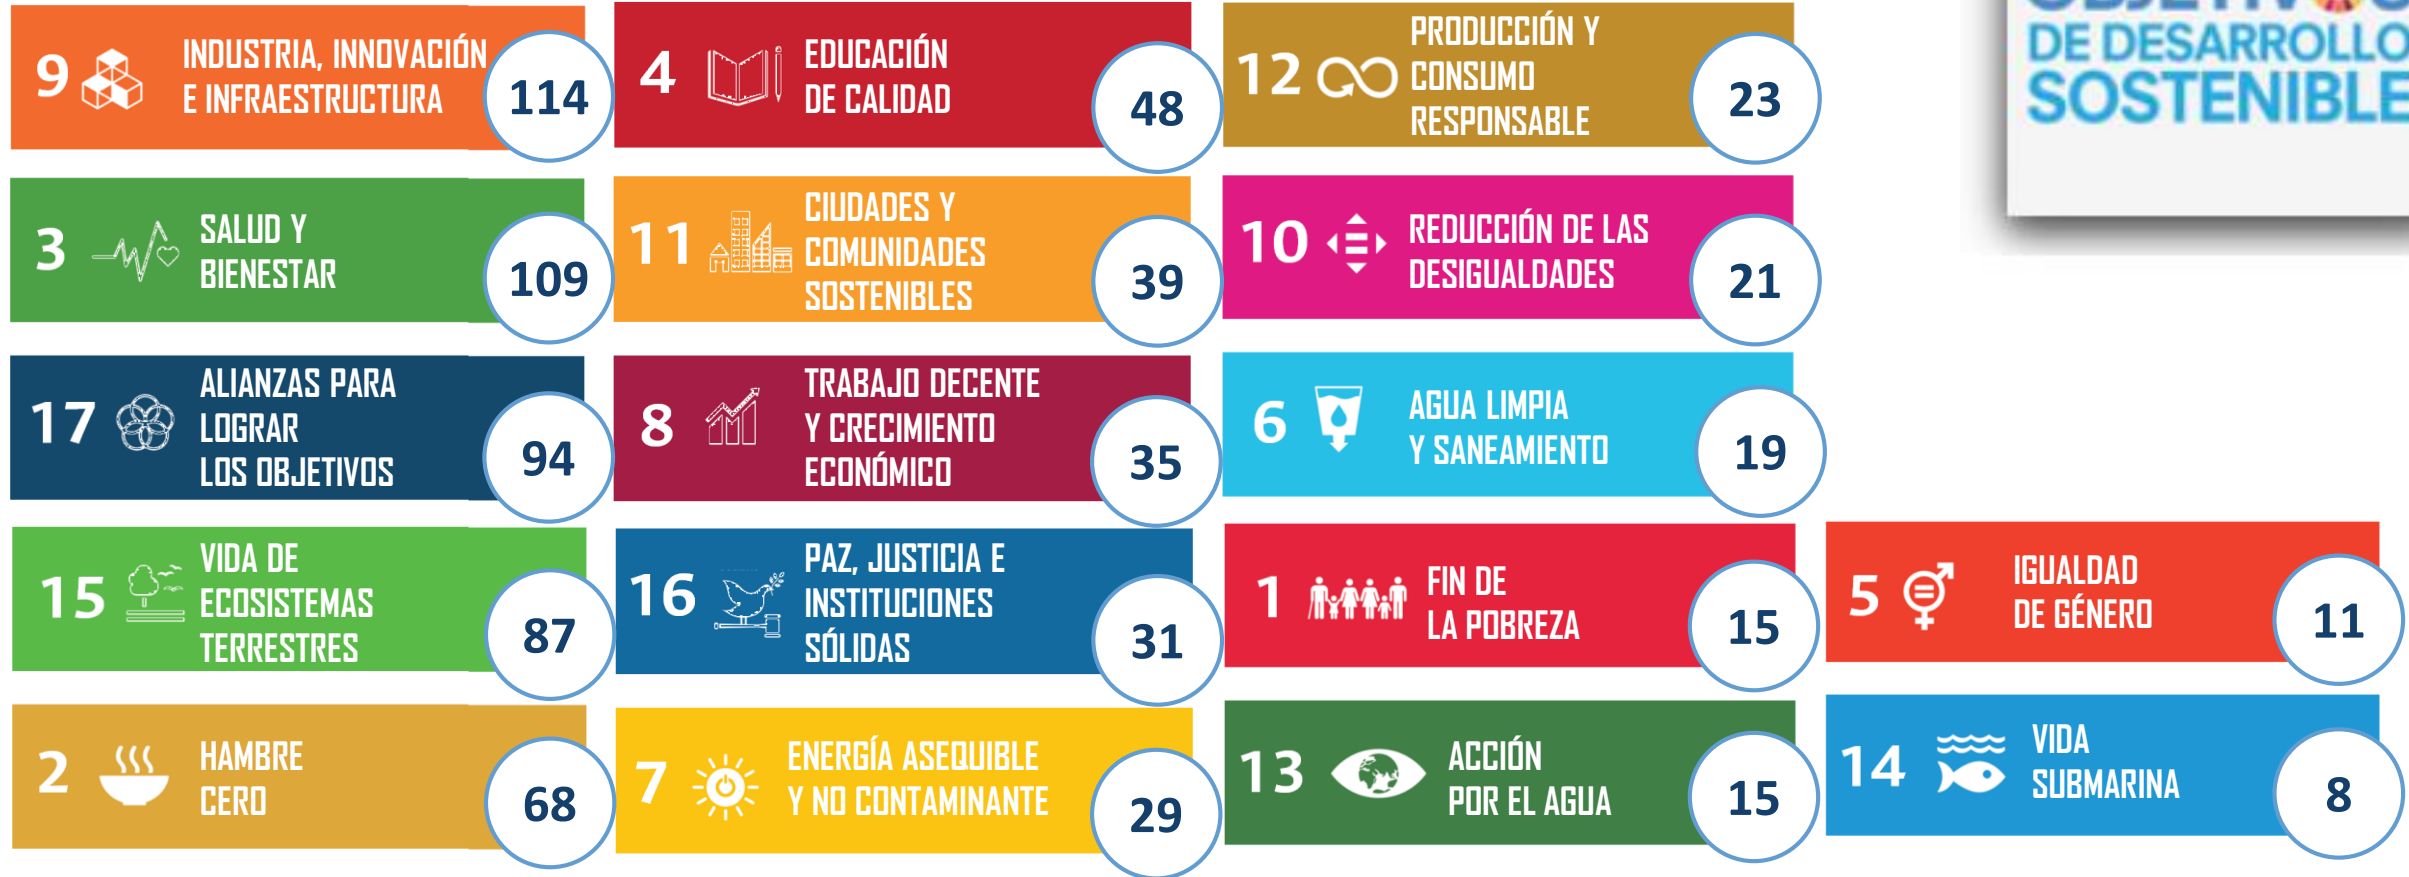 9
INDUSTRIA, INNOVACIÓN
E INFRAESTRUCTURA
114
3
SALUD Y
BIENESTAR
109
17
ALIANZAS PARA
LOGRAR
LOS OBJETIVOS
94
15
VIDA DE
ECOSISTEMAS
TERRESTRES
87
2
HAMBRE
CERO
68
4
EDUCACIÓN
DE CALIDAD
48
11
CIUDADES Y
COMUNIDADES
SOSTENIBLES
39
8
TRABAJO DECENTE
Y CRECIMIENTO
ECONÓMICO
35
16
PAZ, JUSTICIA E
INSTITUCIONES
SÓLIDAS
31
7
ENERGÍA ASEQUIBLE
Y NO CONTAMINANTE
29
12
PRODUCCIÓN Y
CONSUMO
RESPONSABLE
23
10
REDUCCIÓN DE LAS
DESIGUALDADES
21
6
AGUA LIMPIA
Y SANEAMIENTO
19
1
FIN DE
LA POBREZA
15
13
ACCIÓN
POR EL AGUA
15
5
IGUALDAD
DE GÉNERO
11
14
VIDA
SUBMARINA
8
OBJETIVOS
DE DESARROLLO
SOSTENIBLE